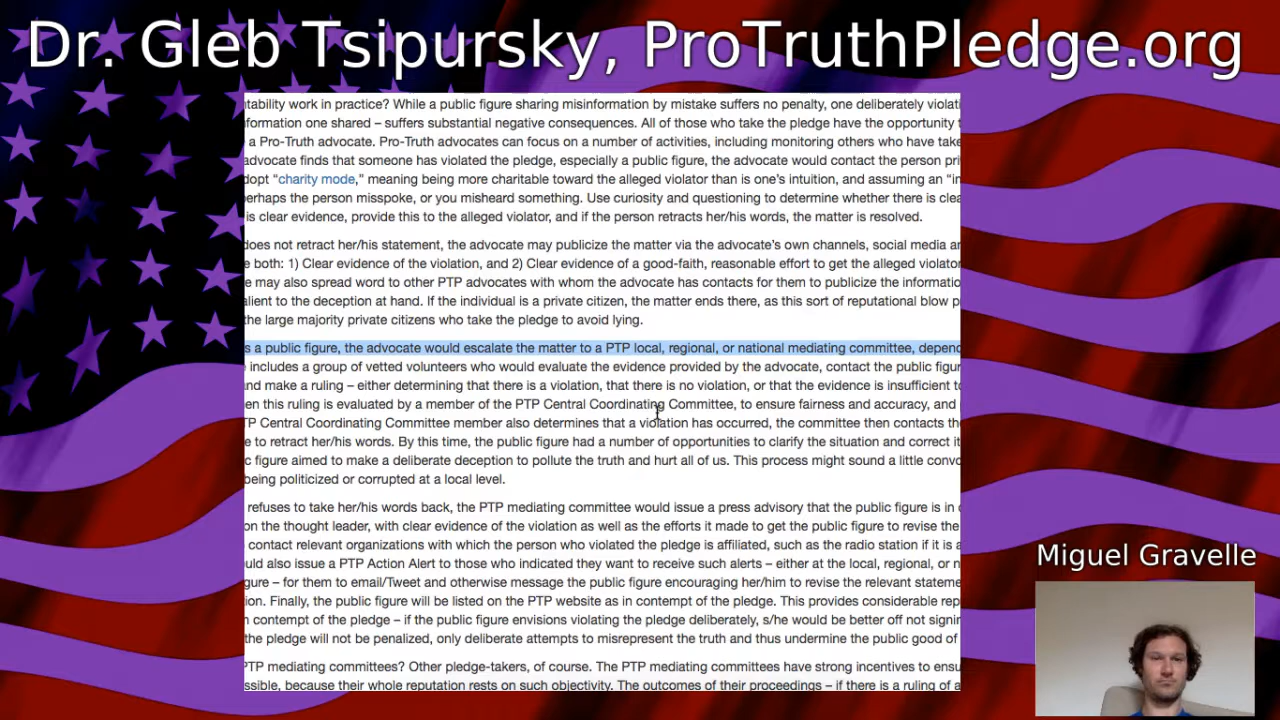 Dr. Gleb Tsipursky, ProTruthPledge.org
tability work in practice? While a public figure sharing misinformation by mistake suffers no penalty, one deliberately violati
formation one shared – suffers substantial negative consequences. All of those who take the pledge have the opportunity t
a Pro-Truth advocate. Pro-Truth advocates can focus on a number of activities, including monitoring others who have take
advocate finds that someone has violated the pledge, especially a public figure, the advocate would contact the person pri
dopt “charity mode,” meaning being more charitable toward the alleged violator than is one’s intuition, and assuming an “in
erhaps the person misspoke, or you misheard something. Use curiosity and questioning to determine whether there is clea
is clear evidence, provide this to the alleged violator, and if the person retracts her/his words, the matter is resolved.
does not retract her/his statement, the advocate may publicize the matter via the advocate’s own channels, social media an
e both: 1) Clear evidence of the violation, and 2) Clear evidence of a good-faith, reasonable effort to get the alleged violator
e may also spread word to other PTP advocates with whom the advocate has contacts for them to publicize the informatio
alient to the deception at hand. If the individual is a private citizen, the matter ends there, as this sort of reputational blow p
the large majority private citizens who take the pledge to avoid lying.
s a public figure, the advocate would escalate the matter to a PTP local, regional, or national mediating committee, depend
includes a group of vetted volunteers who would evaluate the evidence provided by the advocate, contact the public figur
and make a ruling – either determining that there is a violation, that there is no violation, or that the evidence is insufficient to
en this ruling is evaluated by a member of the PTP Central Coordinating Committee, to ensure fairness and accuracy, and
TP Central Coordinating Committee member also determines that a violation has occurred, the committee then contacts the
e to retract her/his words. By this time, the public figure had a number of opportunities to clarify the situation and correct it
c figure aimed to make a deliberate deception to pollute the truth and hurt all of us. This process might sound a little convo
being politicized or corrupted at a local level.
refuses to take her/his words back, the PTP mediating committee would issue a press advisory that the public figure is in c
on the thought leader, with clear evidence of the violation as well as the efforts it made to get the public figure to revise the
contact relevant organizations with which the person who violated the pledge is affiliated, such as the radio station if it is a
uld also issue a PTP Action Alert to those who indicated they want to receive such alerts – either at the local, regional, or n
gure – for them to email/Tweet and otherwise message the public figure encouraging her/him to revise the relevant stateme
ion. Finally, the public figure will be listed on the PTP website as in contempt of the pledge. This provides considerable rep
n contempt of the pledge – if the public figure envisions violating the pledge deliberately, s/he would be better off not signin
the pledge will not be penalized, only deliberate attempts to misrepresent the truth and thus undermine the public good of
PTP mediating committees? Other pledge-takers, of course. The PTP mediating committees have strong incentives to ensu
ssible, because their whole reputation rests on such objectivity. The outcomes of their proceedings – if there is a ruling of a
Miguel Gravelle